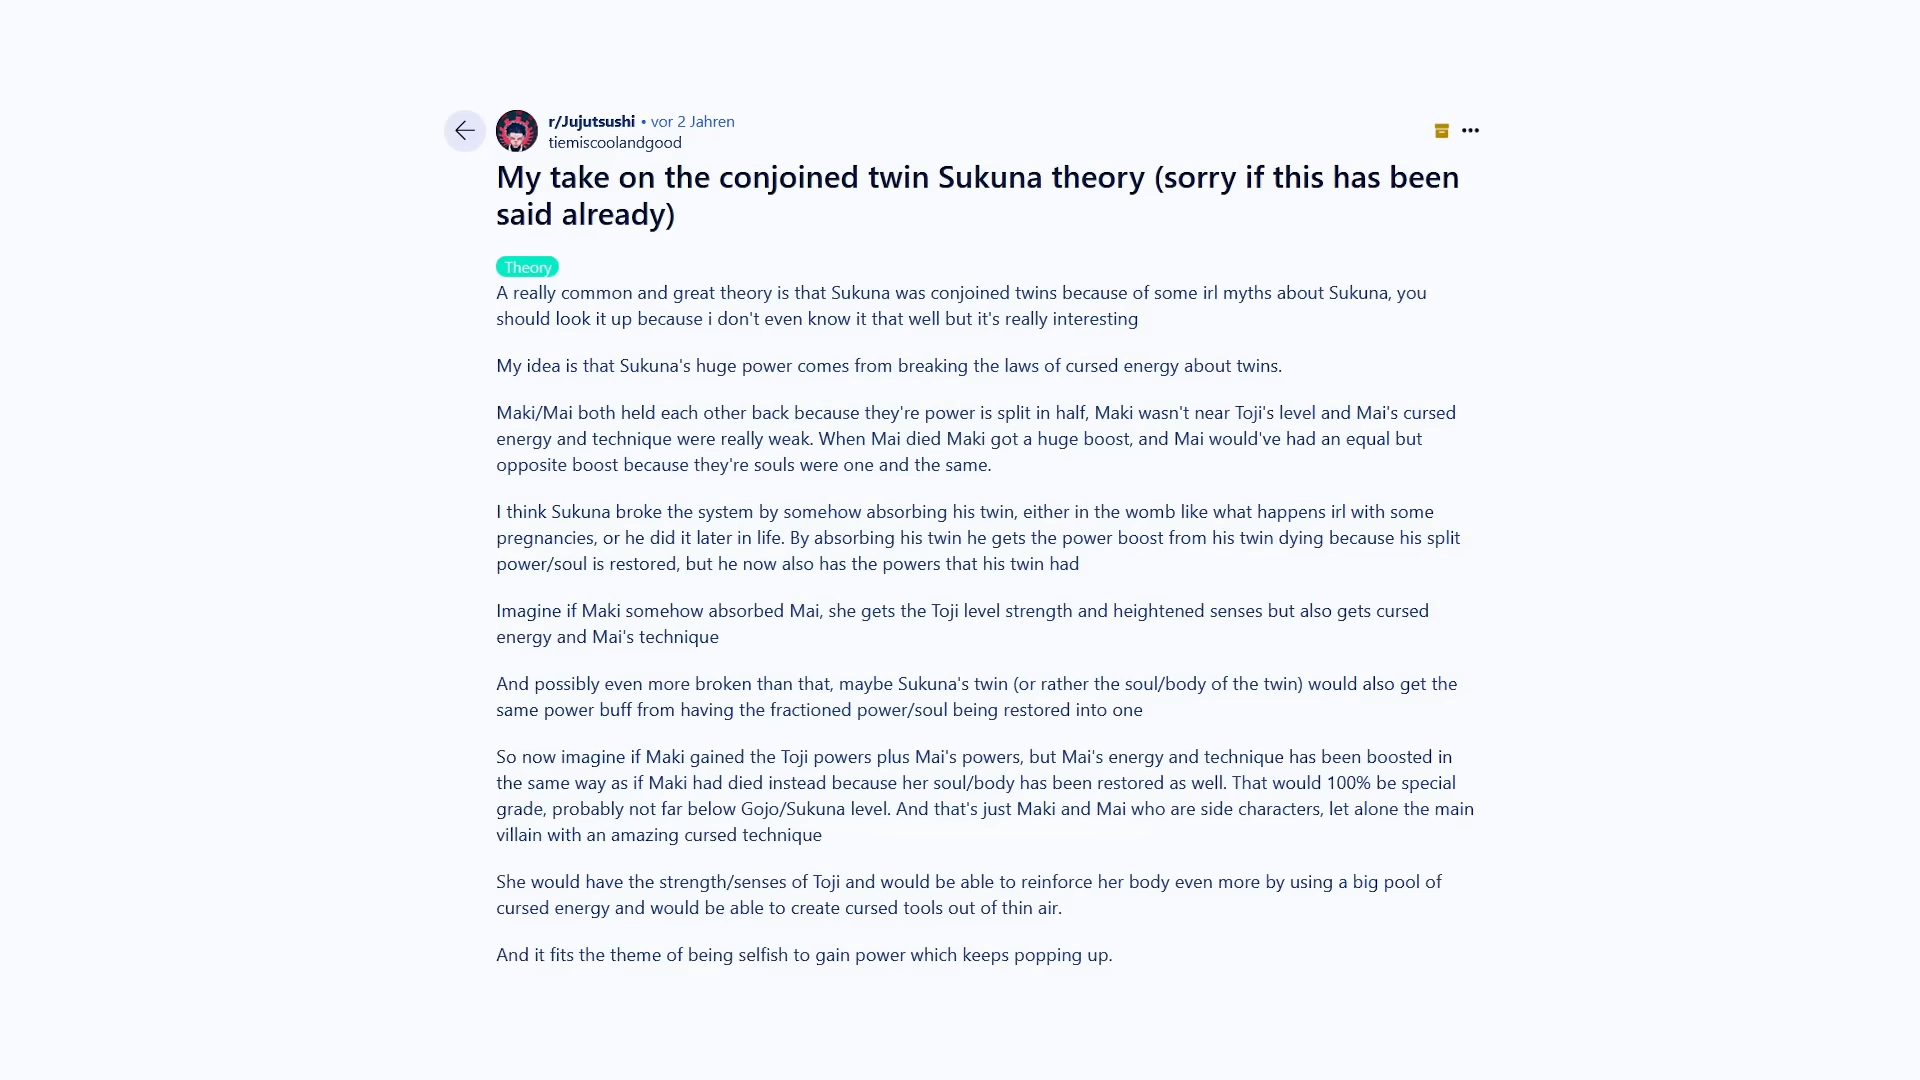 r/Jujutsushi • vor 2 Jahren
tiemiscoolandgood
My take on the conjoined twin Sukuna theory (sorry if this has been
said already)
Theory
A really common and great theory is that Sukuna was conjoined twins because of some irl myths about Sukuna, you
should look it up because i don't even know it that well but it's really interesting
My idea is that Sukuna's huge power comes from breaking the laws of cursed energy about twins.
Maki/Mai both held each other back because they're power is split in half, Maki wasn't near Toji's level and Mai's cursed
energy and technique were really weak. When Mai died Maki got a huge boost, and Mai would've had an equal but
opposite boost because they're souls were one and the same.
I think Sukuna broke the system by somehow absorbing his twin, either in the womb like what happens irl with some
pregnancies, or he did it later in life. By absorbing his twin he gets the power boost from his twin dying because his split
power/soul is restored, but he now also has the powers that his twin had
Imagine if Maki somehow absorbed Mai, she gets the Toji level strength and heightened senses but also gets cursed
energy and Mai's technique
And possibly even more broken than that, maybe Sukuna's twin (or rather the soul/body of the twin) would also get the
same power buff from having the fractioned power/soul being restored into one
So now imagine if Maki gained the Toji powers plus Mai's powers, but Mai's energy and technique has been boosted in
the same way as if Maki had died instead because her soul/body has been restored as well. That would 100% be special
grade, probably not far below Gojo/Sukuna level. And that's just Maki and Mai who are side characters, let alone the main
villain with an amazing cursed technique
She would have the strength/senses of Toji and would be able to reinforce her body even more by using a big pool of
cursed energy and would be able to create cursed tools out of thin air.
And it fits the theme of being selfish to gain power which keeps popping up.